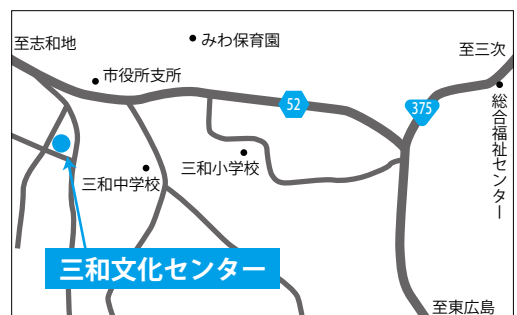 至志和地
みわ保育園
至三次
市役所支所
52
375
総合福祉センター
三和小学校
三和中学校
三和文化センター
至東広島